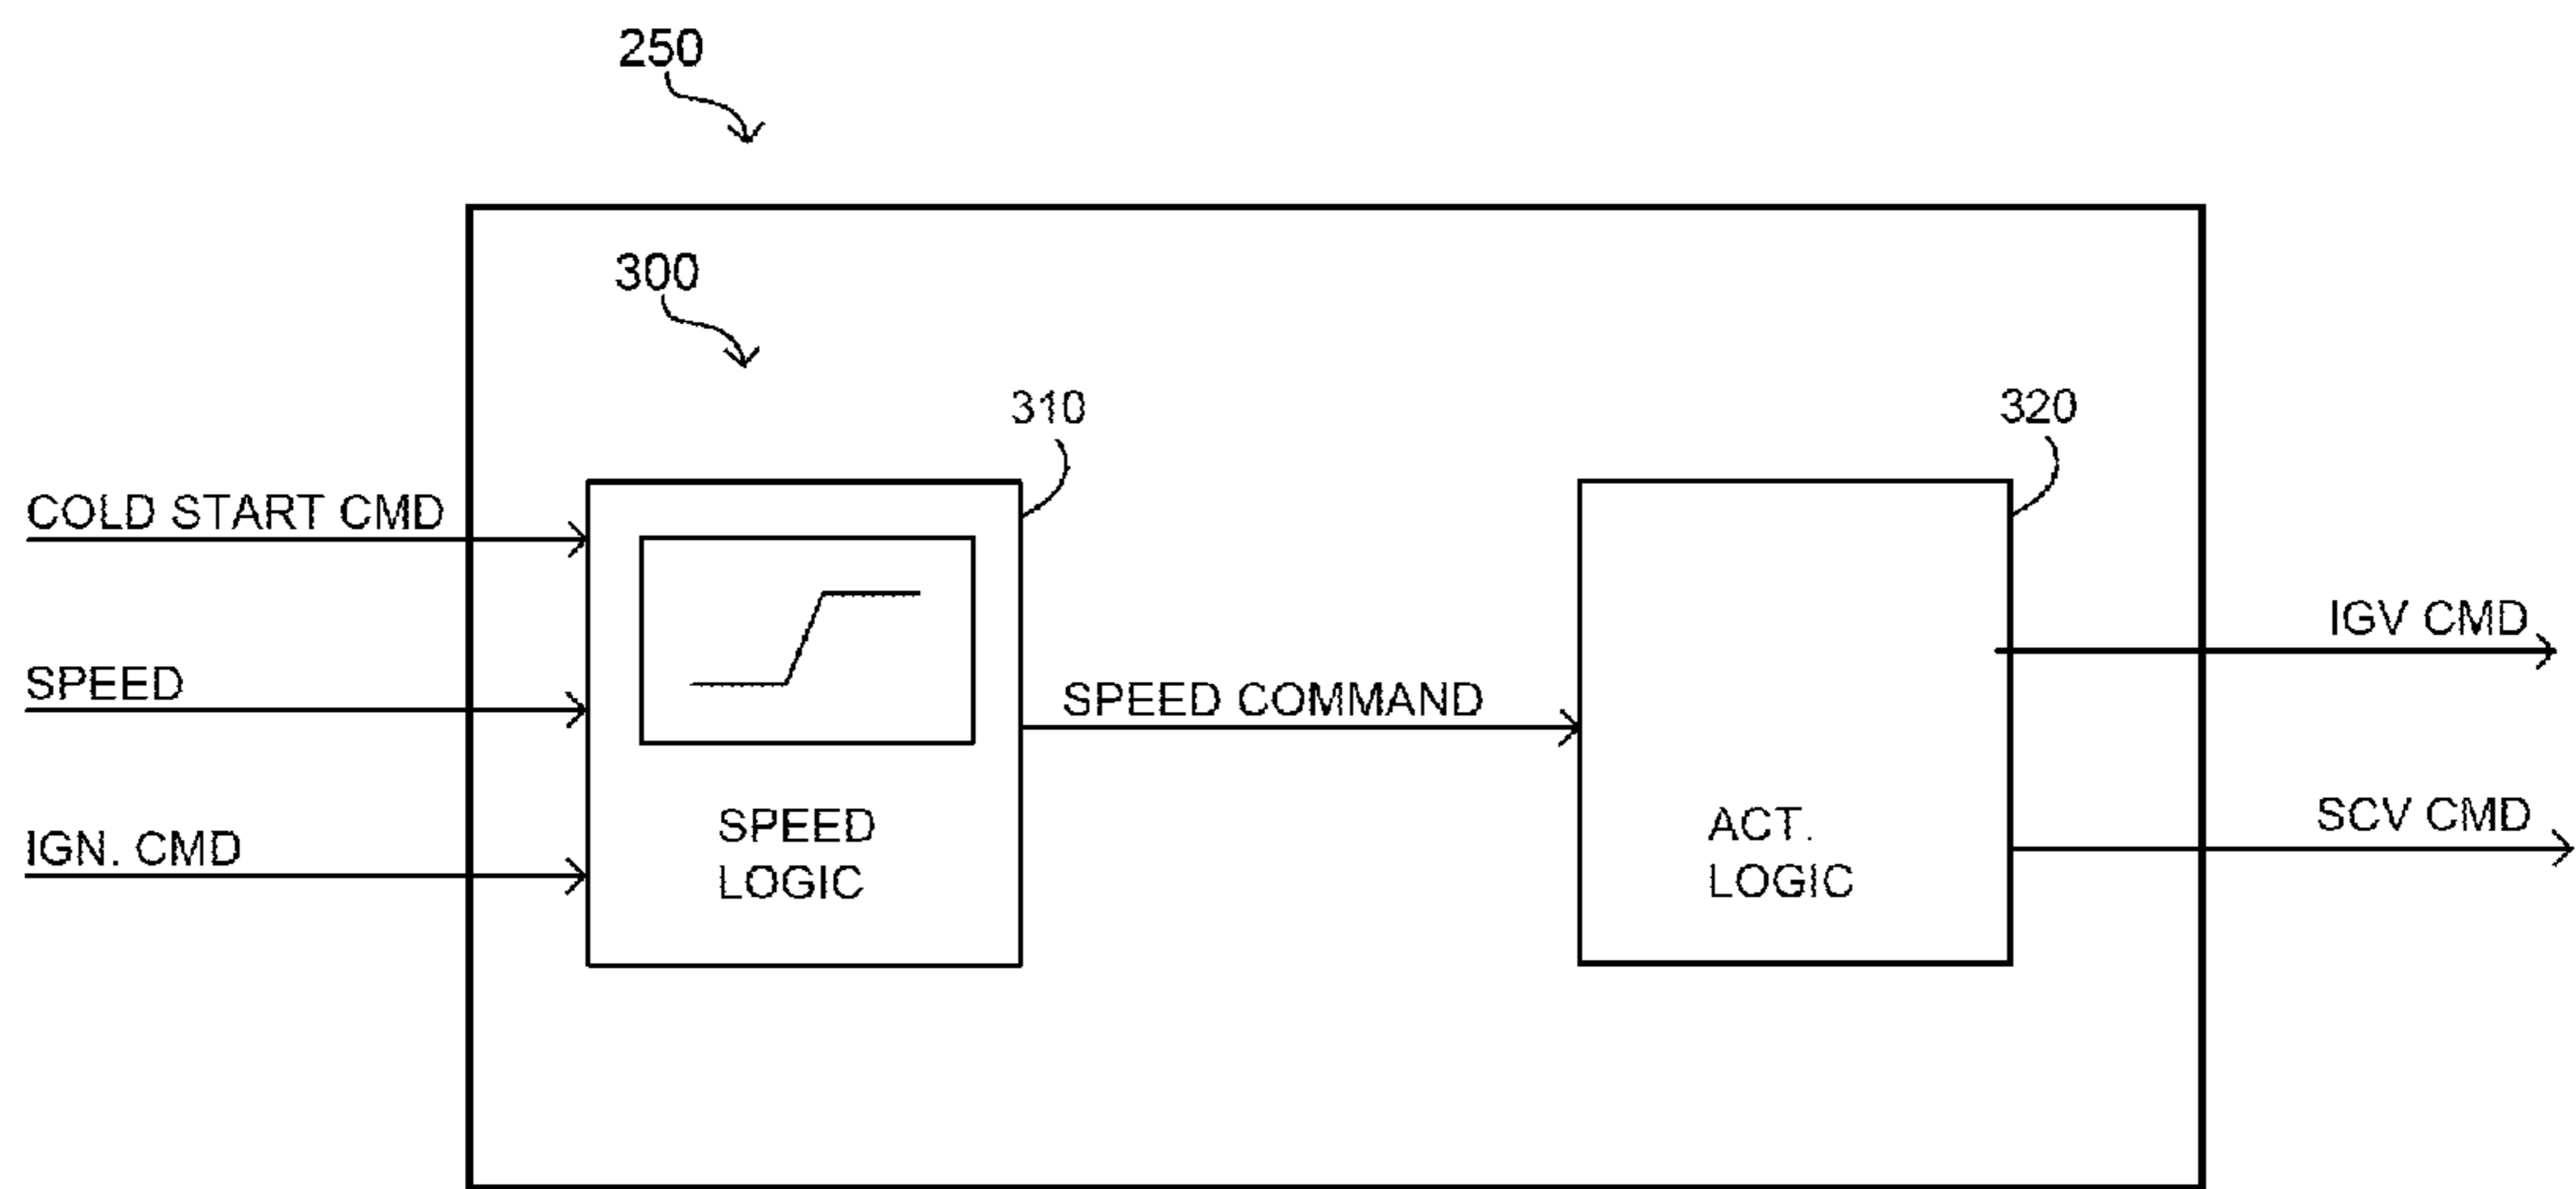 250
300
310
320
COLD START CMD
SPEED
IGN. CMD
SPEED
LOGIC
SPEED COMMAND
ACT.
LOGIC
IGV CMD
SCV CMD